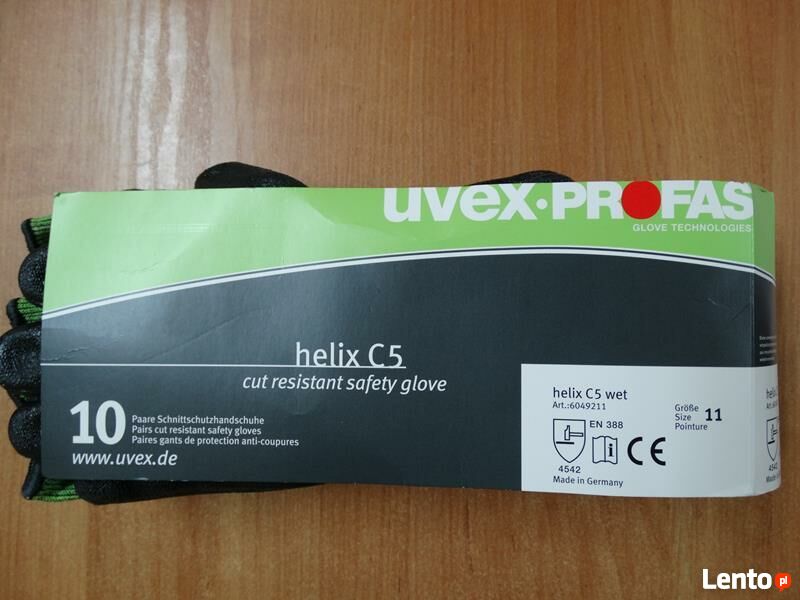 uvex·PROFAS
GLOVE TECHNOLOGIES
helix C5
cut resistant safety glove
10
Paare Schnittschutzhandschuhe
Pairs cut resistant safety gloves
Paires gants de protection anti-coupures
www.uvex.de
helix C5 wet
Art.:6049211
Größe
Size
Pointure
11
EN 388
i
CE
4542
Made in Germany
4542
Lento.pl